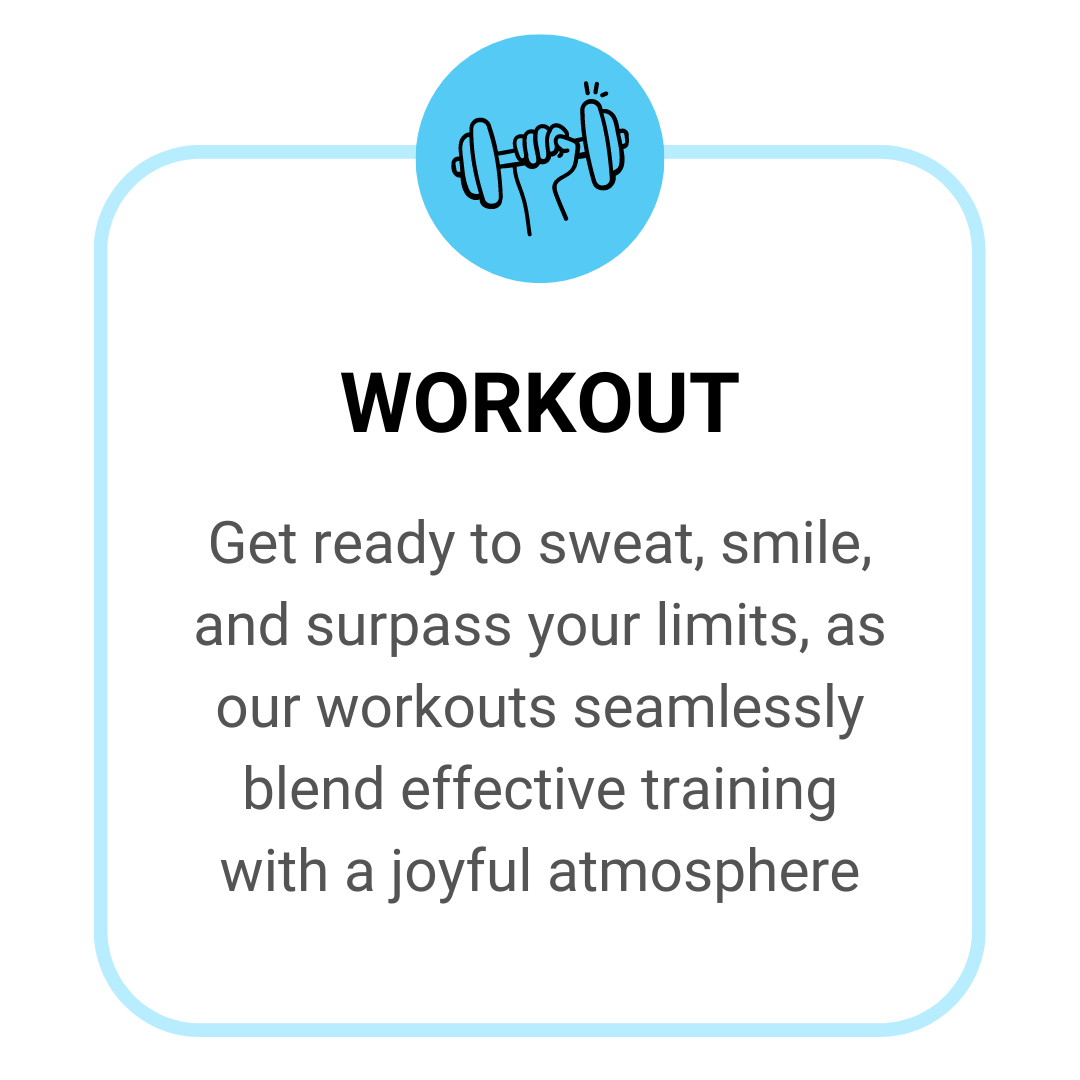 WORKOUT
Get ready to sweat, smile,
and surpass your limits, as
our workouts seamlessly
blend effective training
with a joyful atmosphere